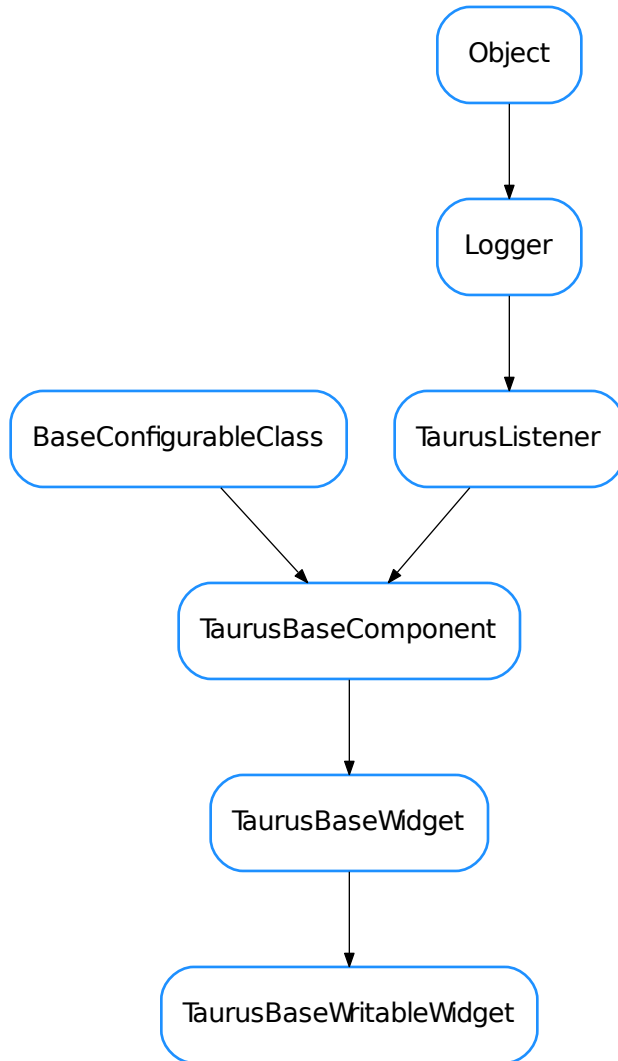 Object
Logger
BaseConfigurableClass
TaurusListener
TaurusBaseComponent
TaurusBaseWidget
TaurusBaseWritableWidget